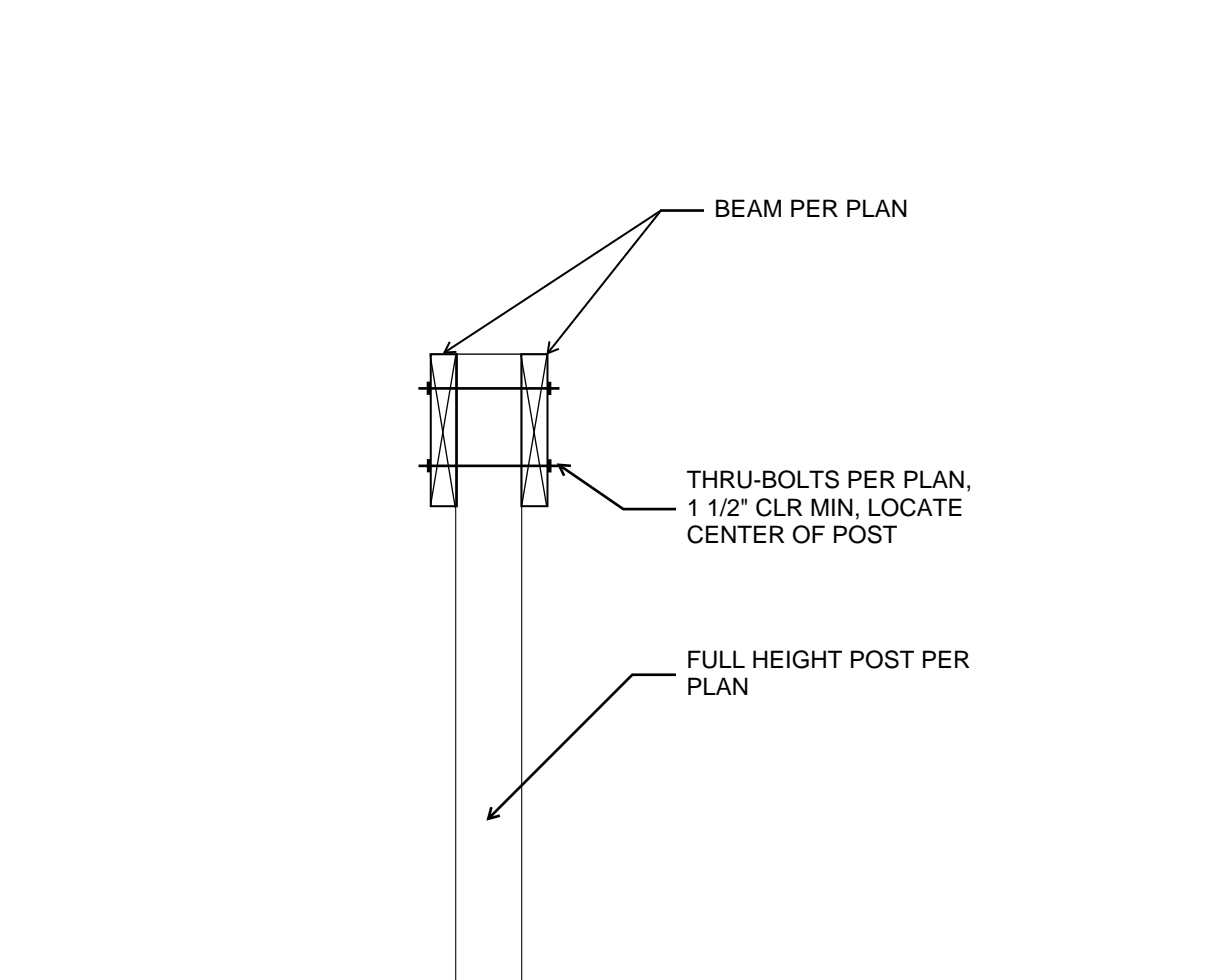 BEAM PER PLAN
THRU-BOLTS PER PLAN,
1 1/2" CLR MIN, LOCATE
CENTER OF POST
FULL HEIGHT POST PER
PLAN